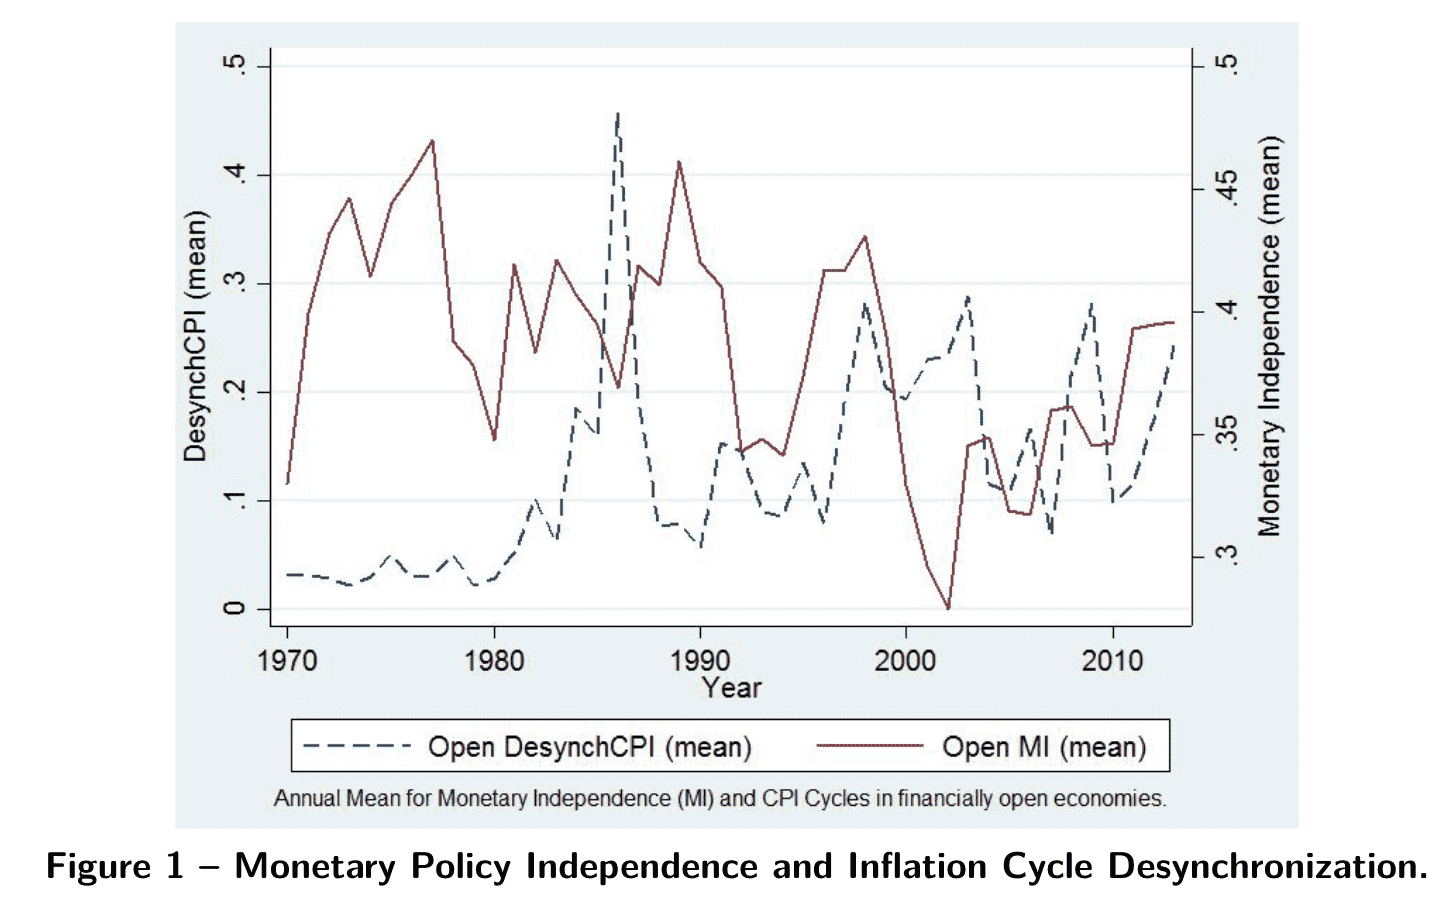 .5
.4
.3
.2
.1
0
DesynchCPI (mean)
.5
.45
.4
.35
.3
Monetary Independence (mean)
1970 1980 1990 2000 2010
Year
Open DesynchCPI (mean) Open MI (mean)
Annual Mean for Monetary Independence (MI) and CPI Cycles in financially open economies.
Figure 1 – Monetary Policy Independence and Inflation Cycle Desynchronization.